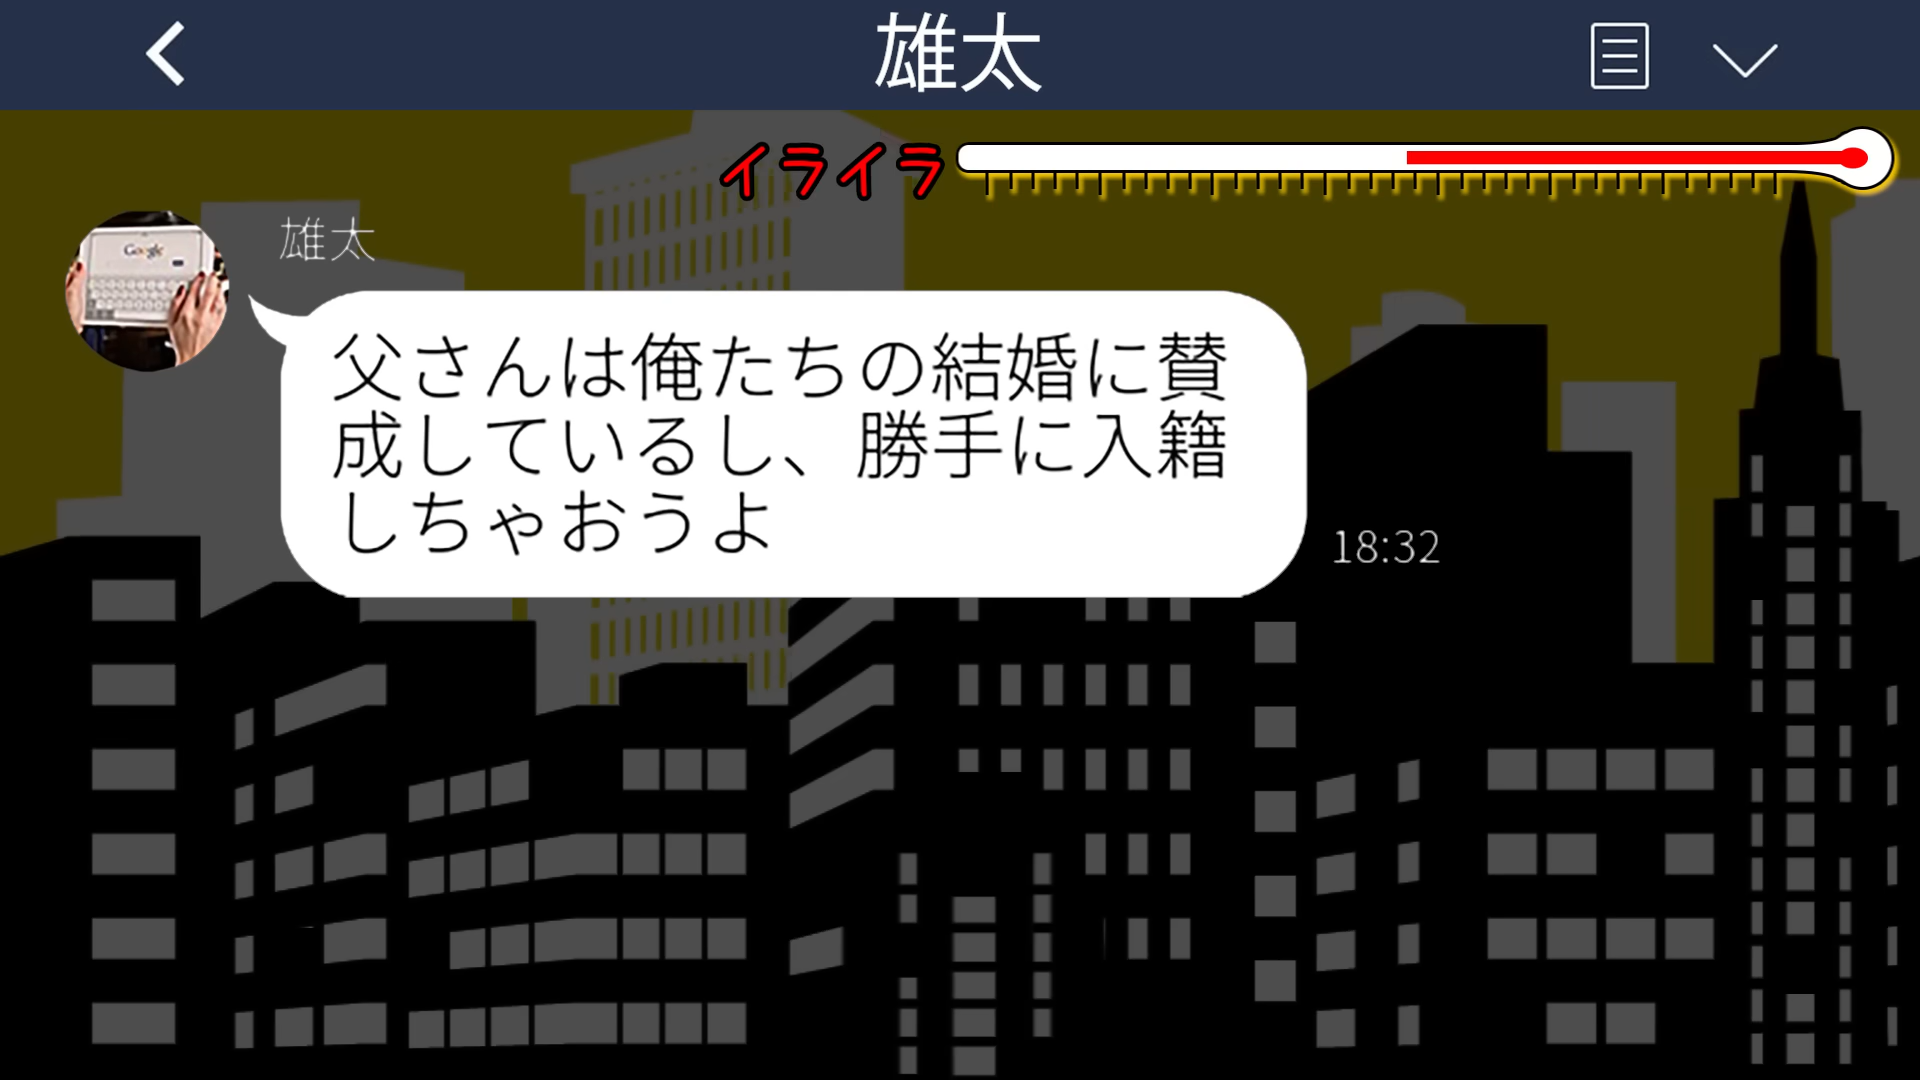 雄太
イライラ
雄太
Google
父さんは俺たちの結婚に賛
成しているし、勝手に入籍
しちゃおうよ
18:32